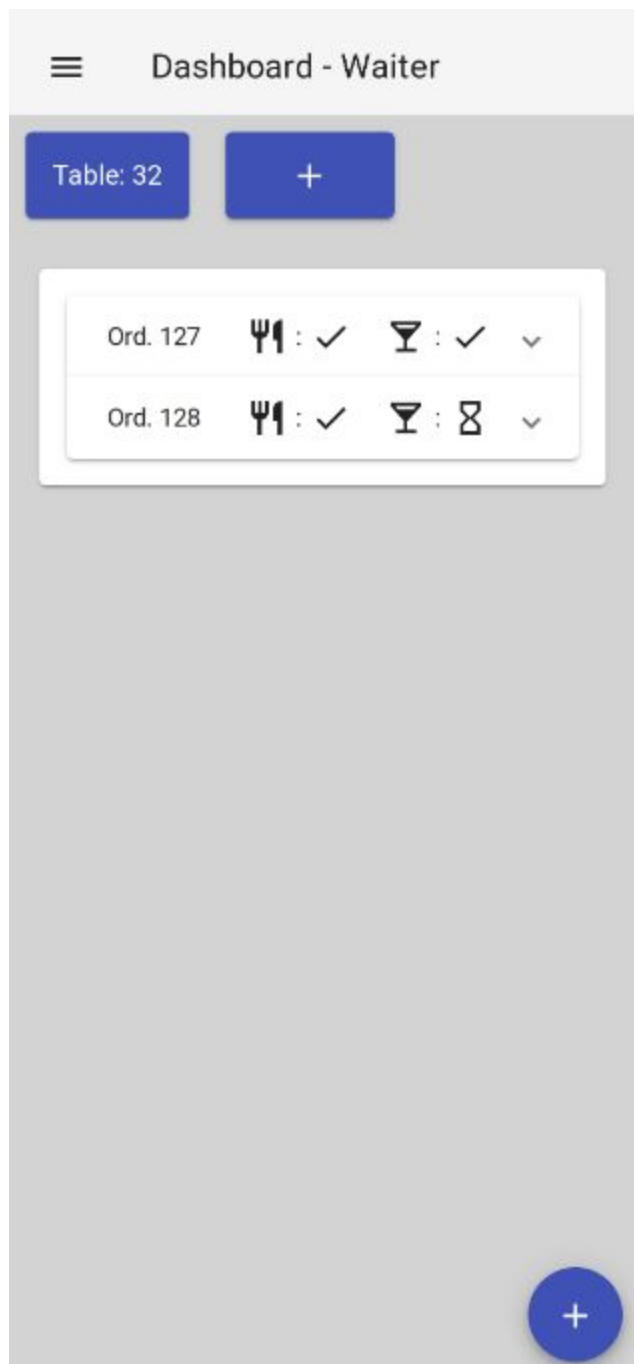 Dashboard - Waiter
Table: 32 +
Ord. 127 : :
Ord. 128 : :
+